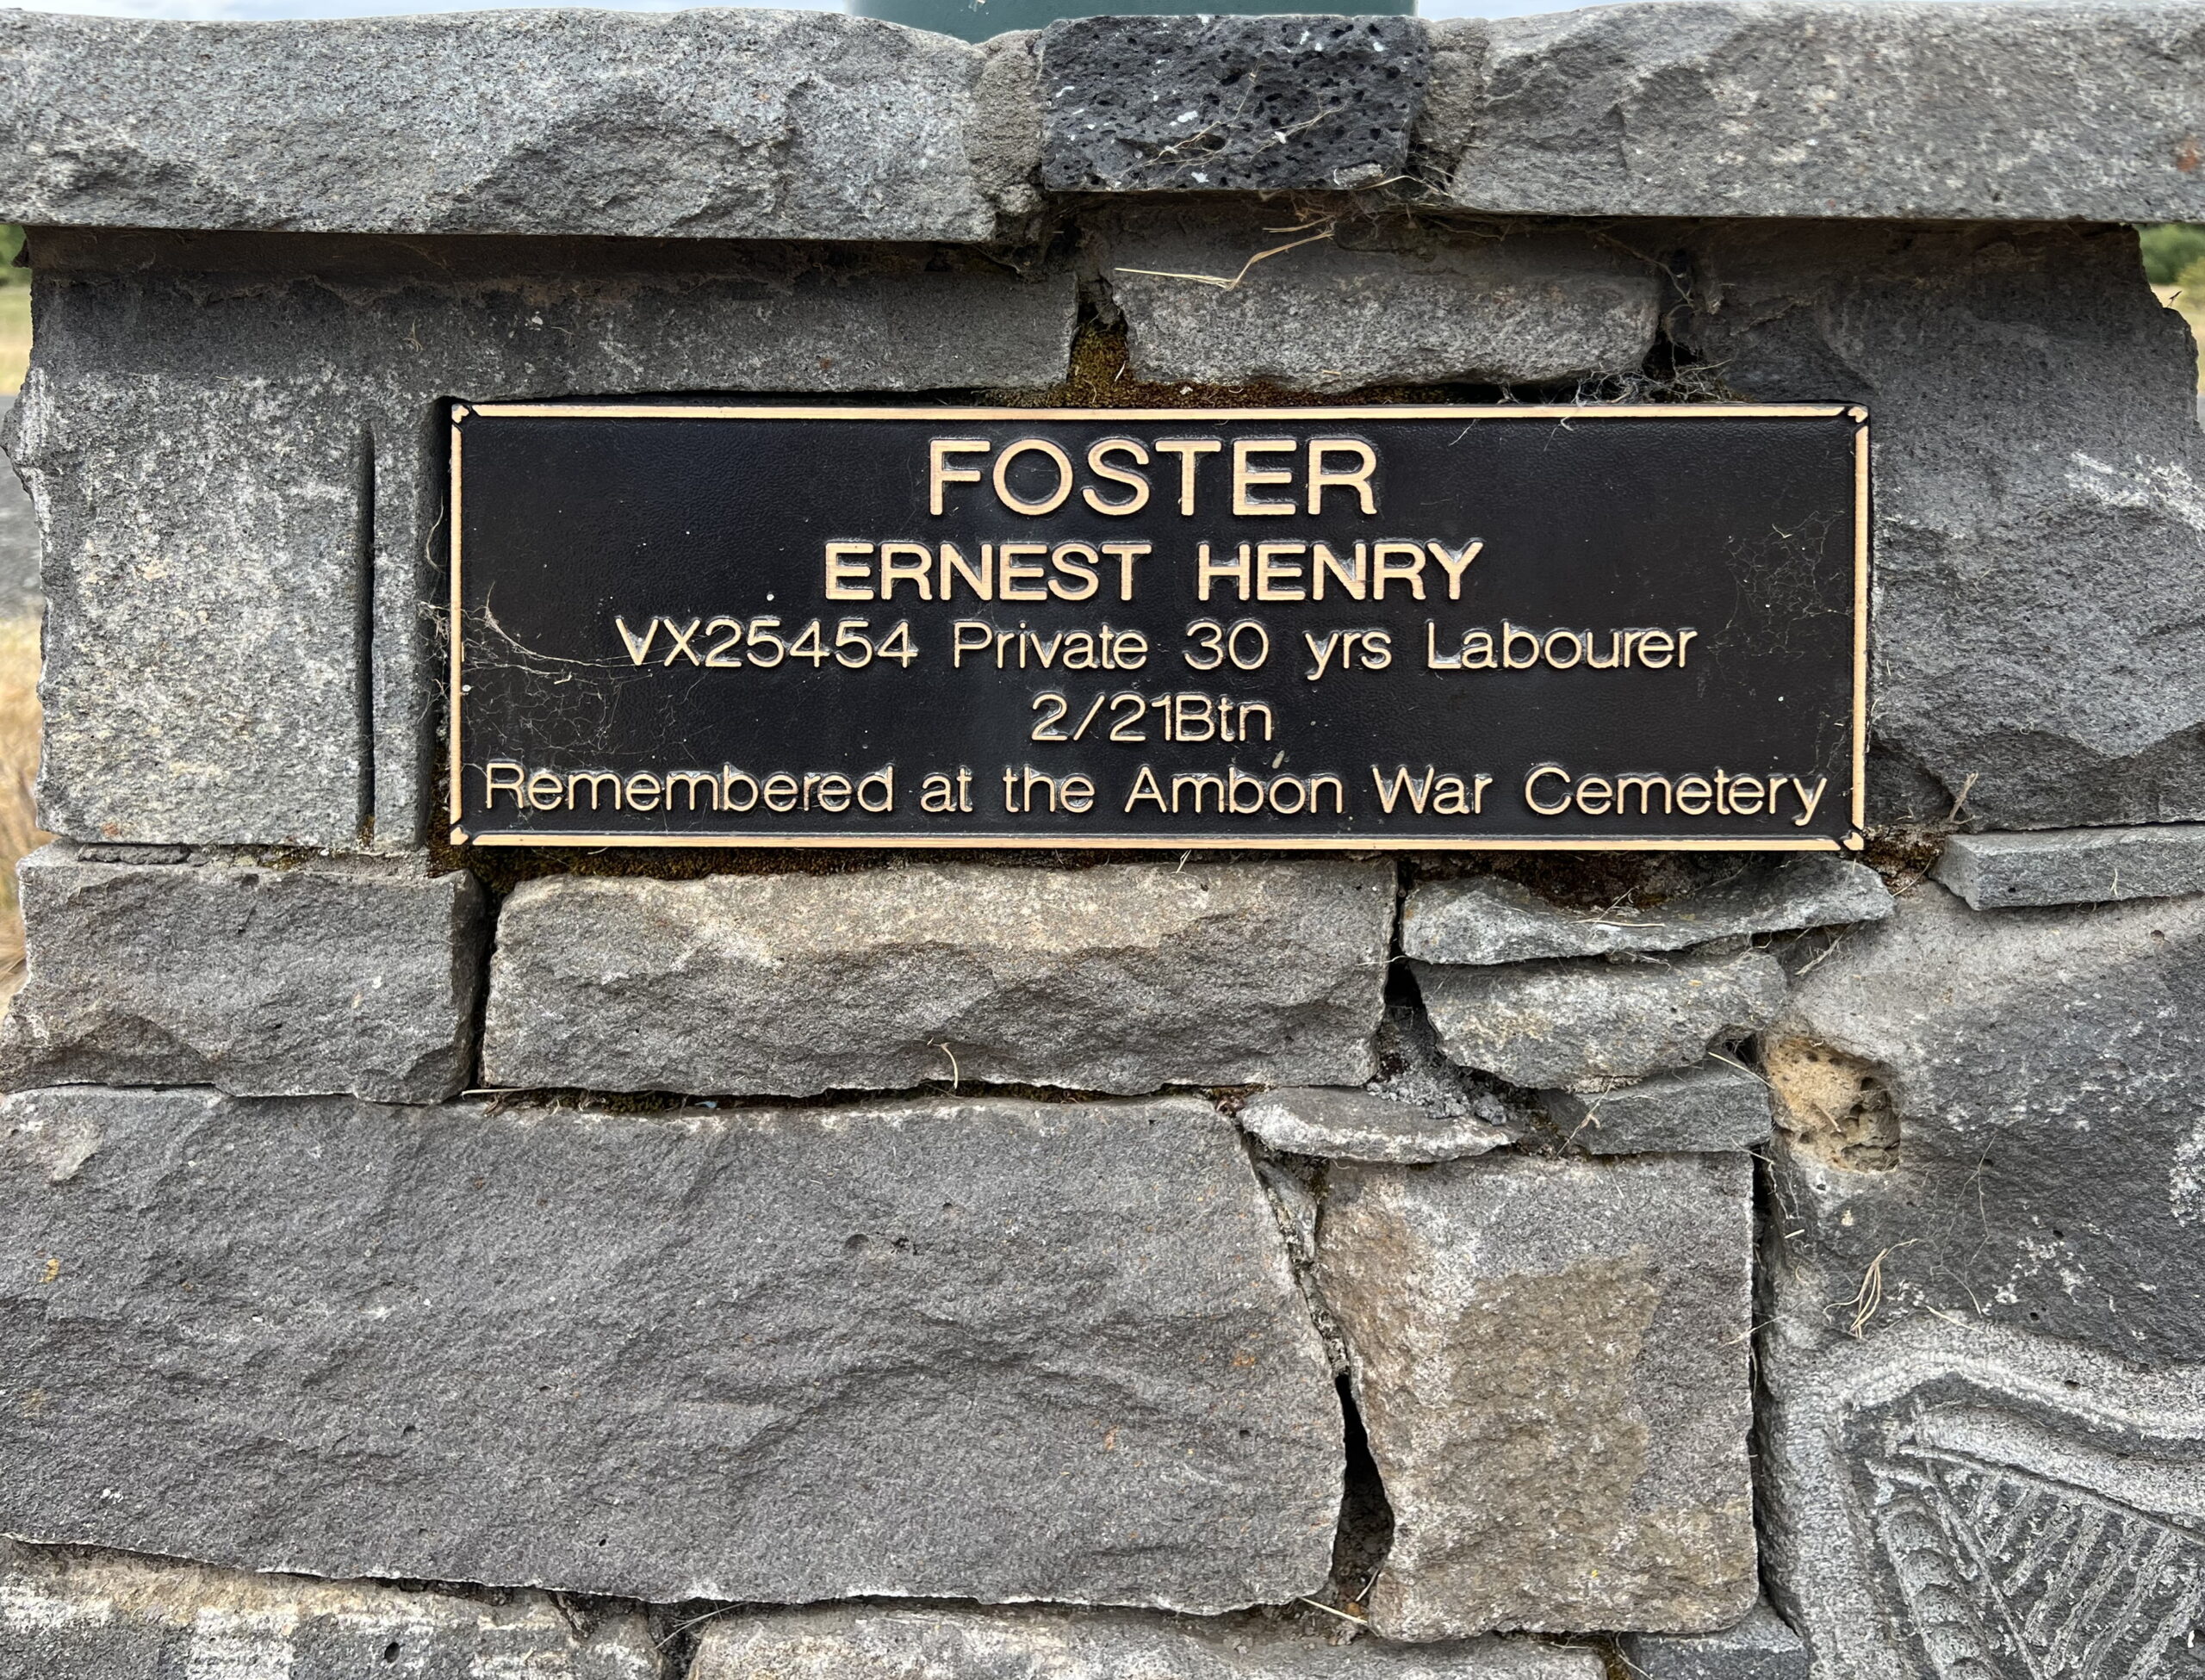 FOSTER
ERNEST HENRY
VX25454 Private 30 yrs Labourer
2/21Btn
Remembered at the Ambon War Cemetery